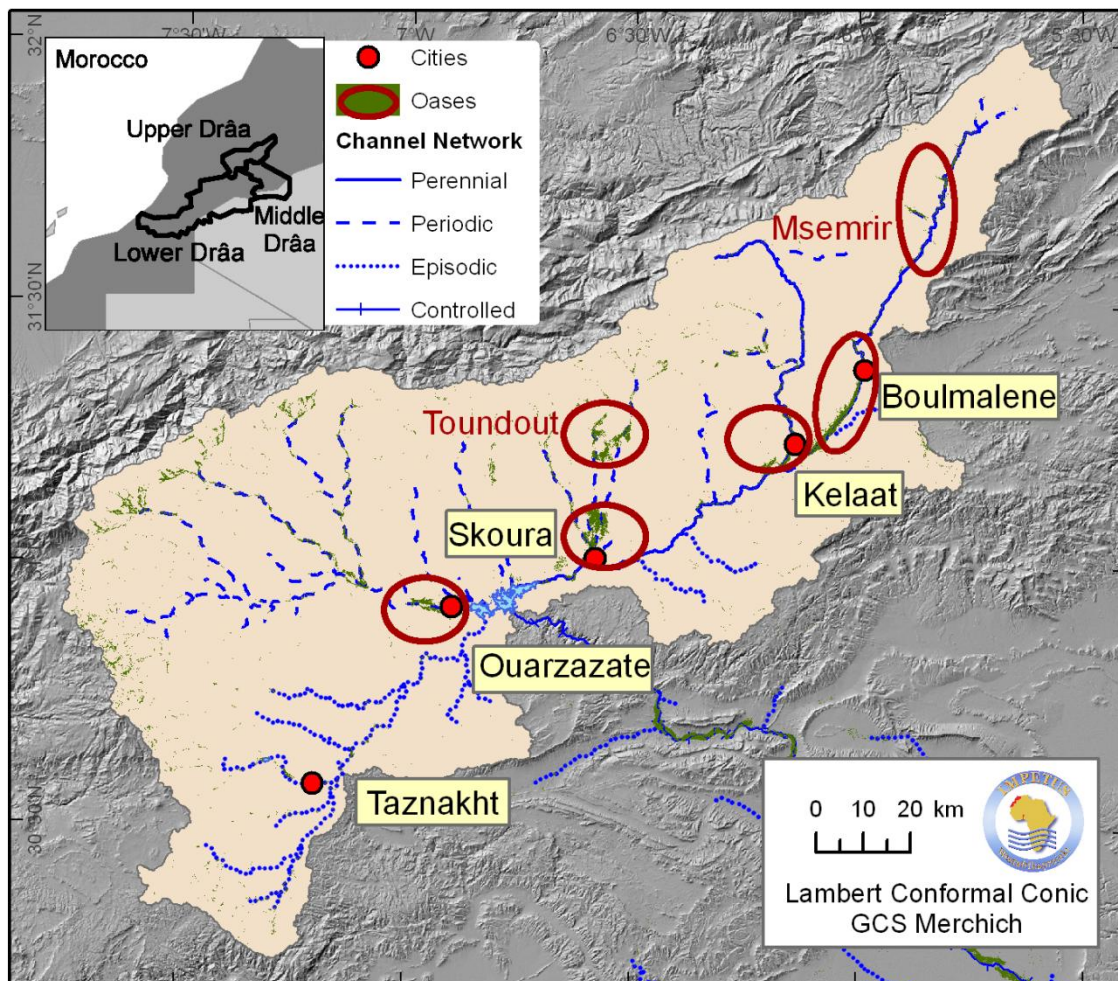 7°30'W
7°W
6°30'W
5°30'W
32°N
31°30'N
30°30'N
Morocco
Upper Drâa
Middle
Drâa
Lower Drâa
Cities
Oases
Channel Network
Perennial
Periodic
Episodic
Controlled
Msemrir
Boulmalene
Toundout
Kelaat
Skoura
Ouarzazate
Taznakht
0 10 20 km
IMPETUS
Lambert Conformal Conic
GCS Merchich